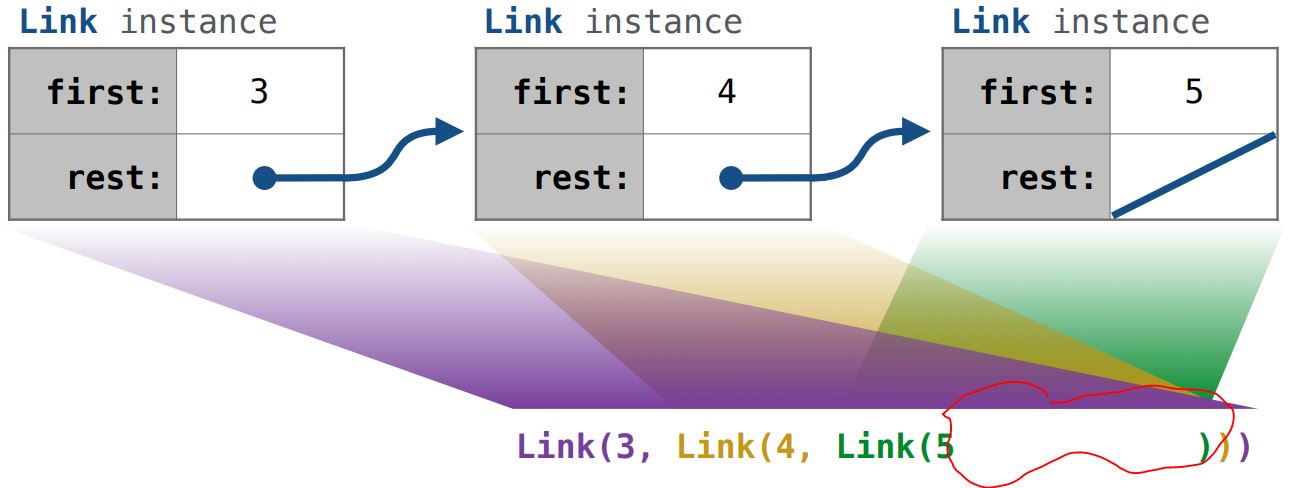 Link instance Link instance Link instance
first: 3 first: 4 first: 5
rest: rest: rest:
Link(3, Link(4, Link(5 )))